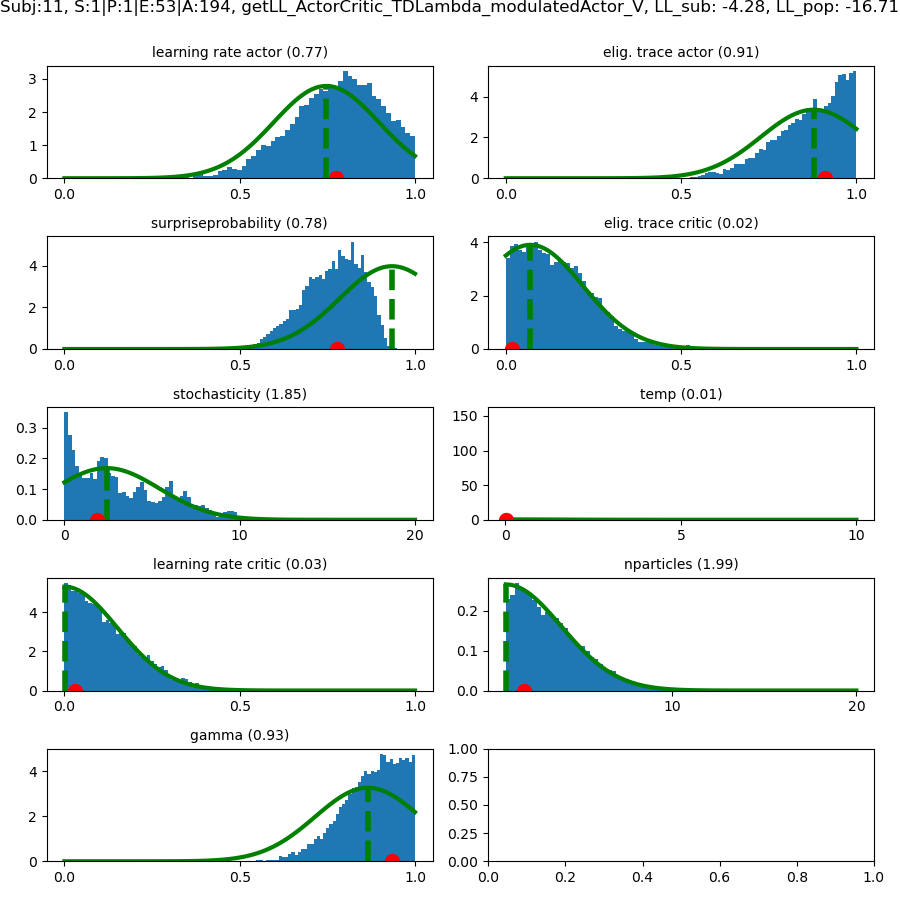 Subj:11, S:1|P:1|E:53|A:194, getLL_ActorCritic_TDLambda_modulatedActor_V, LL_sub: -4.28, LL_pop: -16.71
learning rate actor (0.77)
elig. trace actor (0.91)
3
2
1
0
0.0 0.5 1.0
4
2
0
0.0 0.5 1.0
surpriseprobability (0.78)
elig. trace critic (0.02)
4
2
0
0.0 0.5 1.0
4
2
0
0.0 0.5 1.0
stochasticity (1.85)
temp (0.01)
0.3
0.2
0.1
0.0
0 10 20
150
100
50
0
0 5 10
learning rate critic (0.03)
nparticles (1.99)
4
2
0
0.0 0.5 1.0
0.2
0.1
0.0
10 20
gamma (0.93)
4
2
0
0.0 0.5 1.0
1.00
0.75
0.50
0.25
0.00
0.0 0.2 0.4 0.6 0.8 1.0